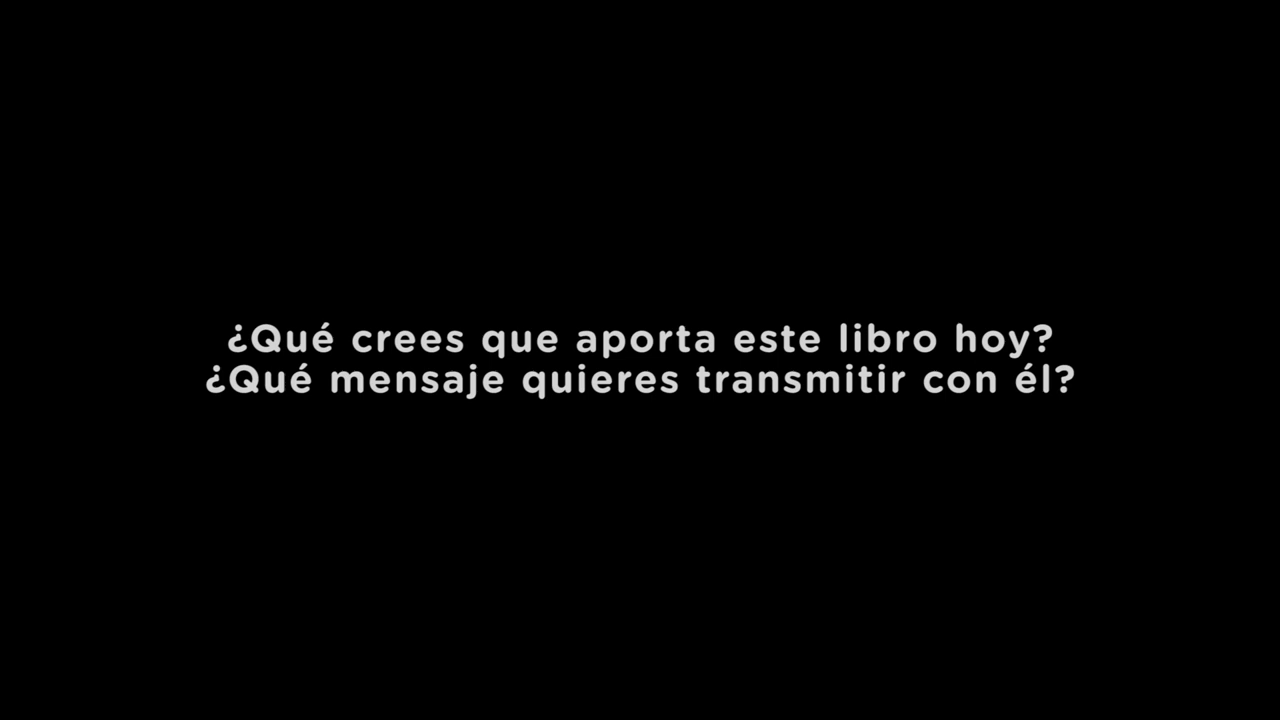 ¿Qué crees que aporta este libro hoy?
¿Qué mensaje quieres transmitir con él?